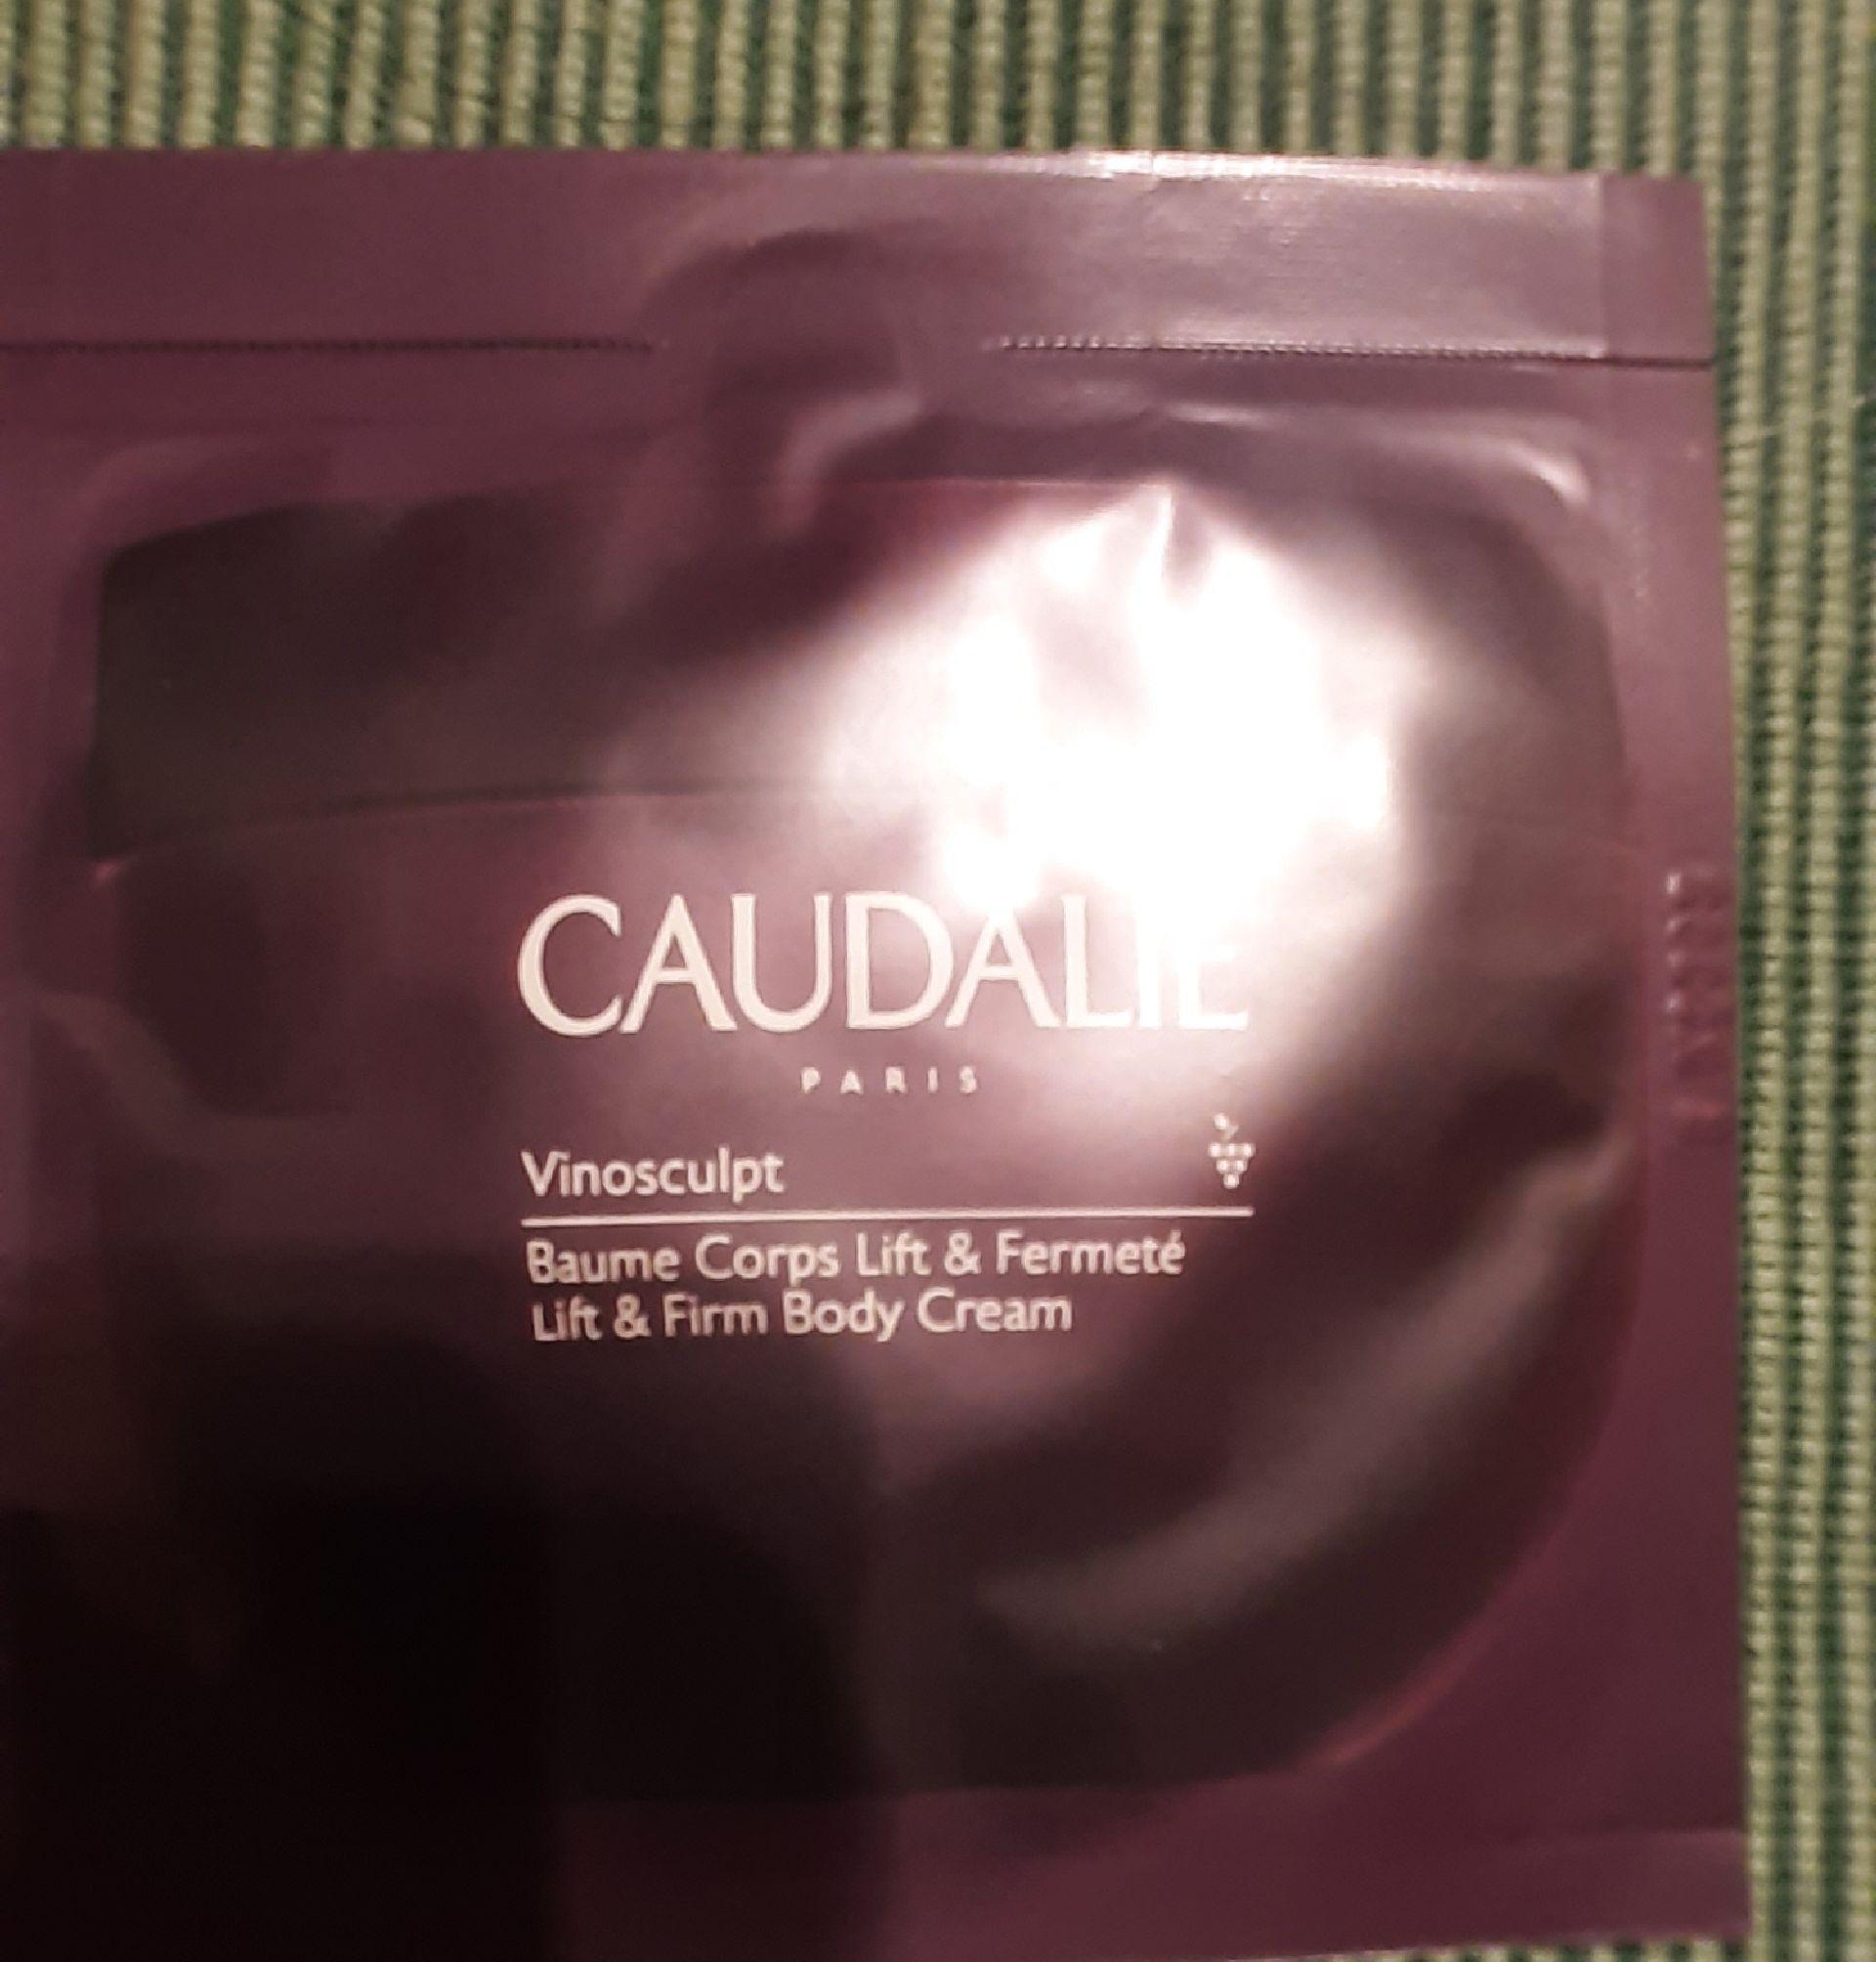 CAUDALIE
PARIS
Vinosculpt
Baume Corps Lift & Fermeté
Lift & Firm Body Cream